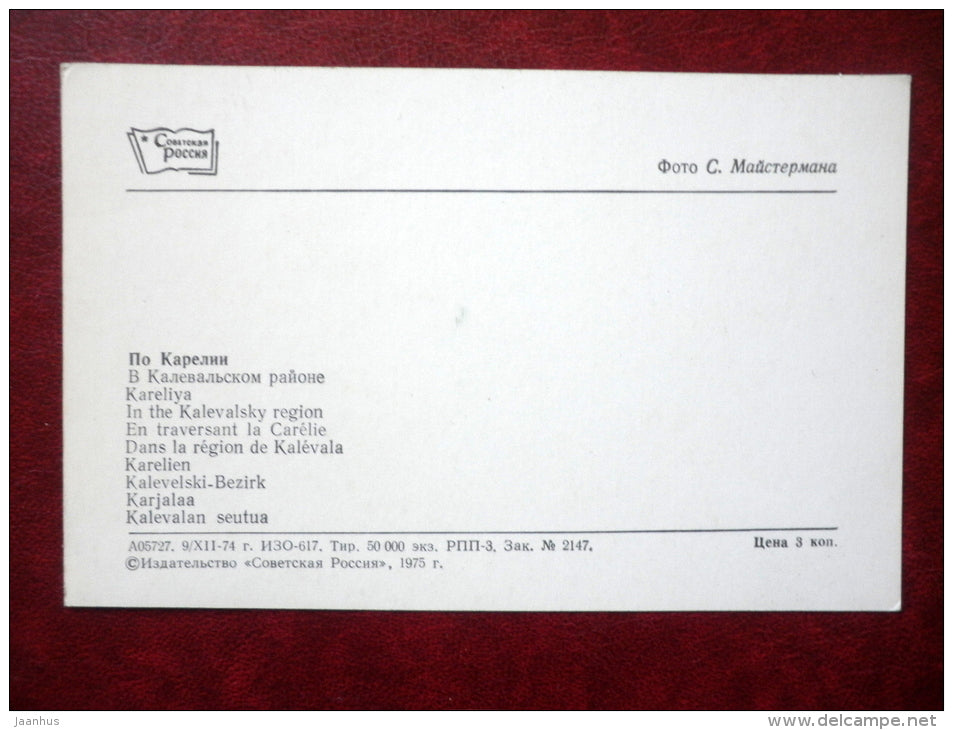 Советская
Россия
Фото С. Майстермана
По Карелии
В Калевальском районе
Kareliya
In the Kalevalsky region
En traversant la Carélie
Dans la région de Kalévala
Karelien
Kalevelski-Bezirk
Karjalaa
Kalevalan seutua
А05727. 9/XII-74 г. ИЗО-617. Тир. 50 000 экз. РПП-3. Зак. № 2147.
Цена 3 коп.
©Издательство «Советская Россия», 1975 г.
jaanhus
www.delcampe.net